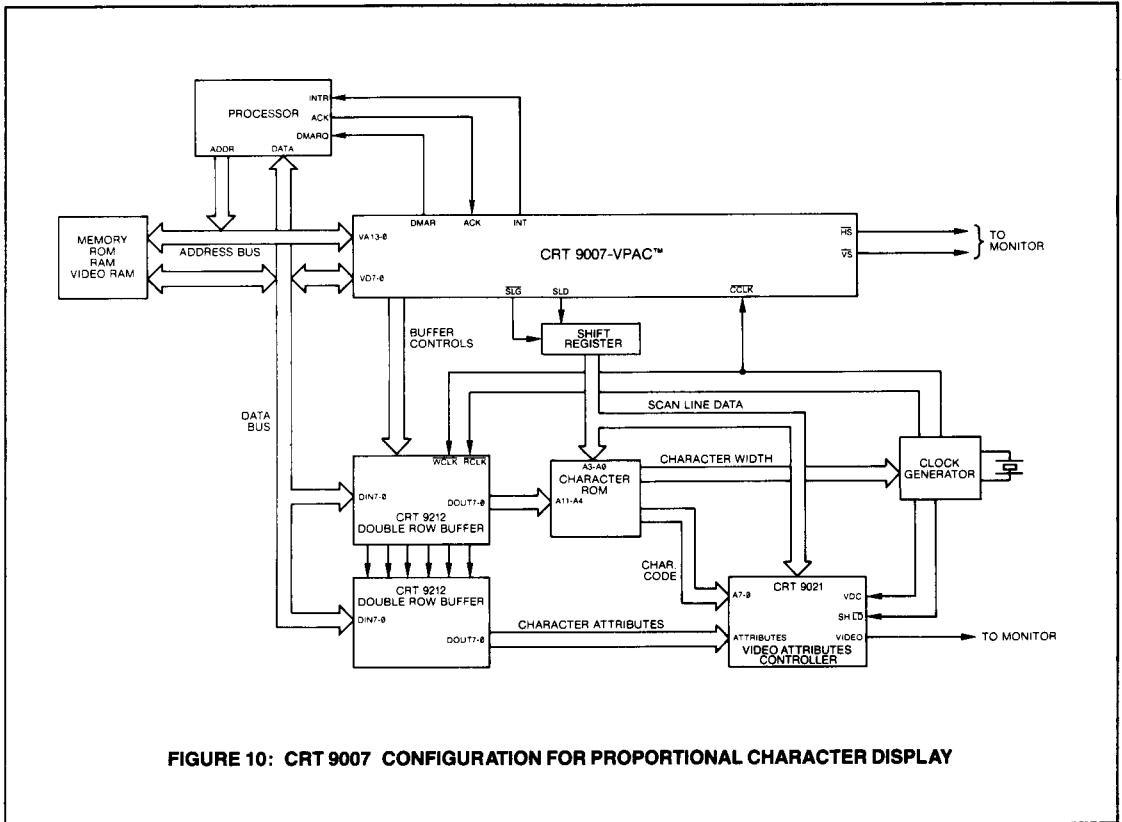 INTR
PROCESSOR
ACK
DMARQ
ADDR
DATA
MEMORY
ROM
RAM
VIDEO RAM
ADDRESS BUS
VA13-0
VD7-0
DMAR
ACK
INT
CRT 9007-VPAC™
HS
VS
TO
MONITOR
SLG
SLD
CCLK
BUFFER
CONTROLS
SHIFT
REGISTER
SCAN LINE DATA
DATA
BUS
WCLK
RCLK
DIN7-0
DOUT7-0
CRT 9212
DOUBLE ROW BUFFER
A3-A0
CHARACTER
ROM
A11-A4
CHARACTER WIDTH
CLOCK
GENERATOR
CRT 9212
DOUBLE ROW BUFFER
DIN7-0
DOUT7-0
CHAR.
CODE
CHARACTER ATTRIBUTES
CRT 9021
A7-0
VDC
SH LD
ATTRIBUTES
VIDEO
VIDEO ATTRIBUTES
CONTROLLER
TO MONITOR
FIGURE 10: CRT 9007 CONFIGURATION FOR PROPORTIONAL CHARACTER DISPLAY